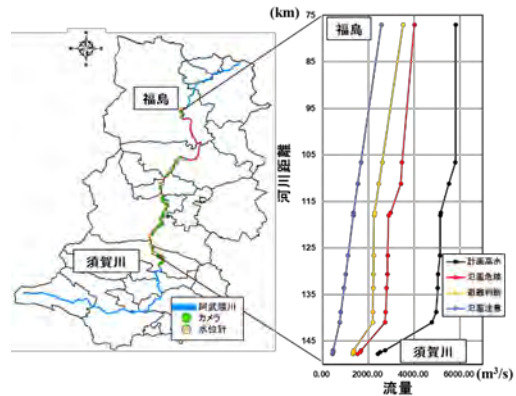 福島
須賀川
阿武隈川
カメラ
水位計
(km)
75
85
95
105
115
125
135
145
河川距離
福島
計画高水
氾濫危険
避難判断
氾濫注意
須賀川
0.00
2000.00
4000.00
6000.00
(m³/s)
流量